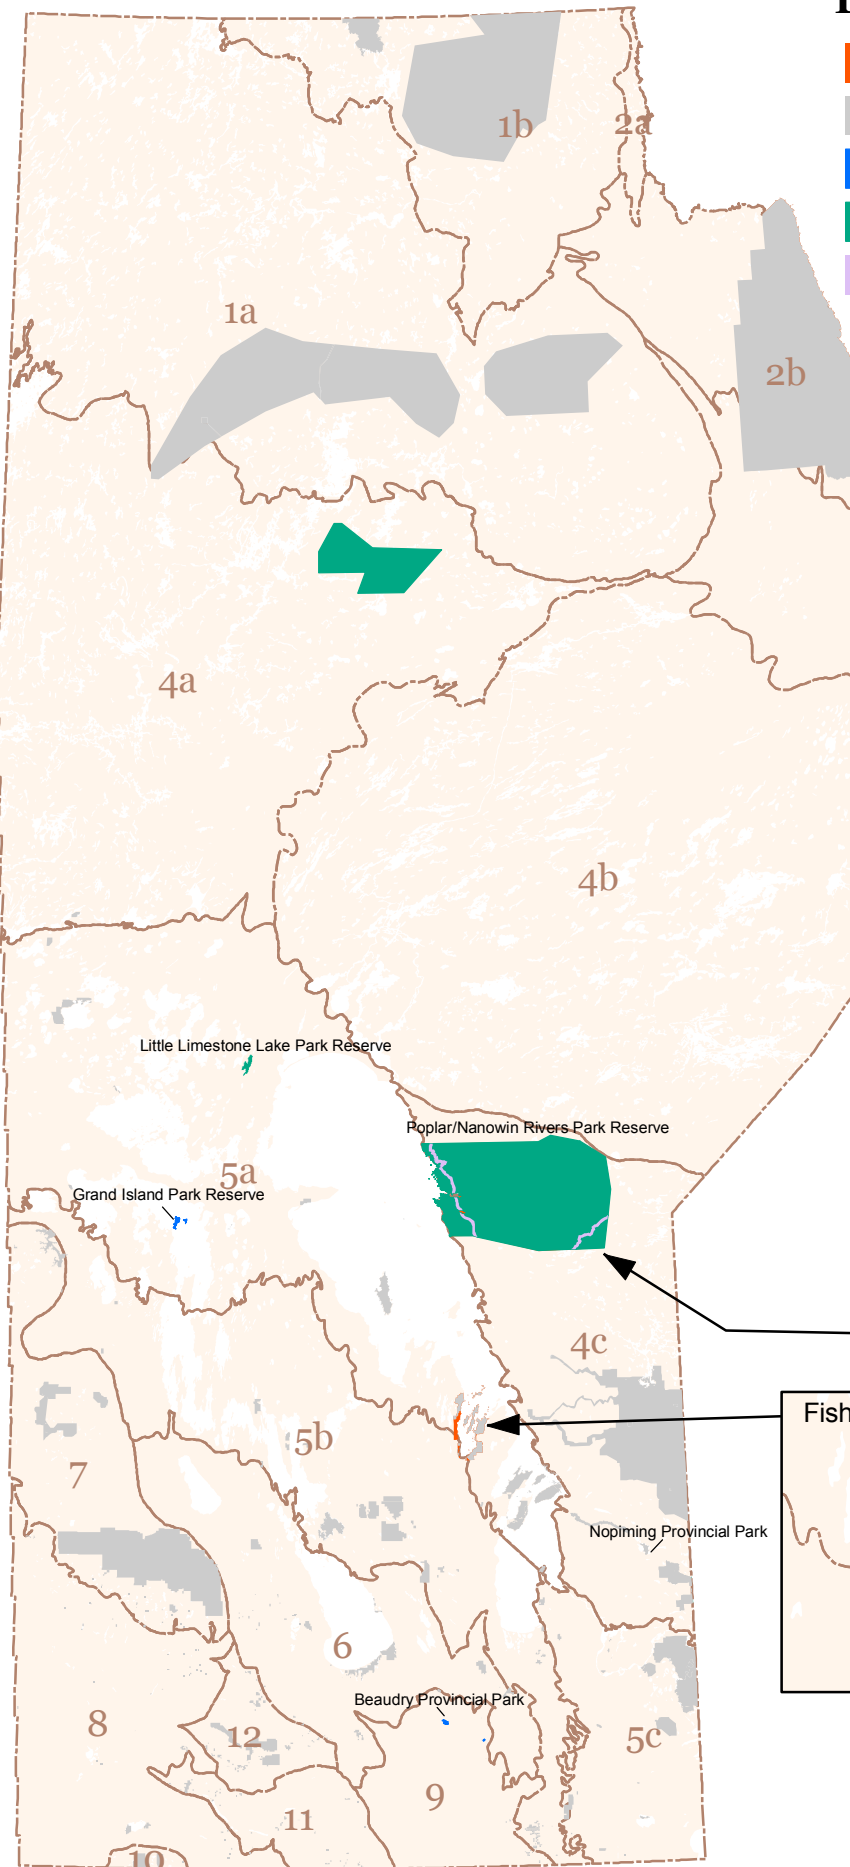 1b
2a
1a
2b
4a
4b
Little Limestone Lake Park Reserve
Poplar/Nanowin Rivers Park Reserve
5a
Grand Island Park Reserve
4c
Fish
5b
7
Nopiming Provincial Park
6
Beaudry Provincial Park
8
12
5c
9
11
10